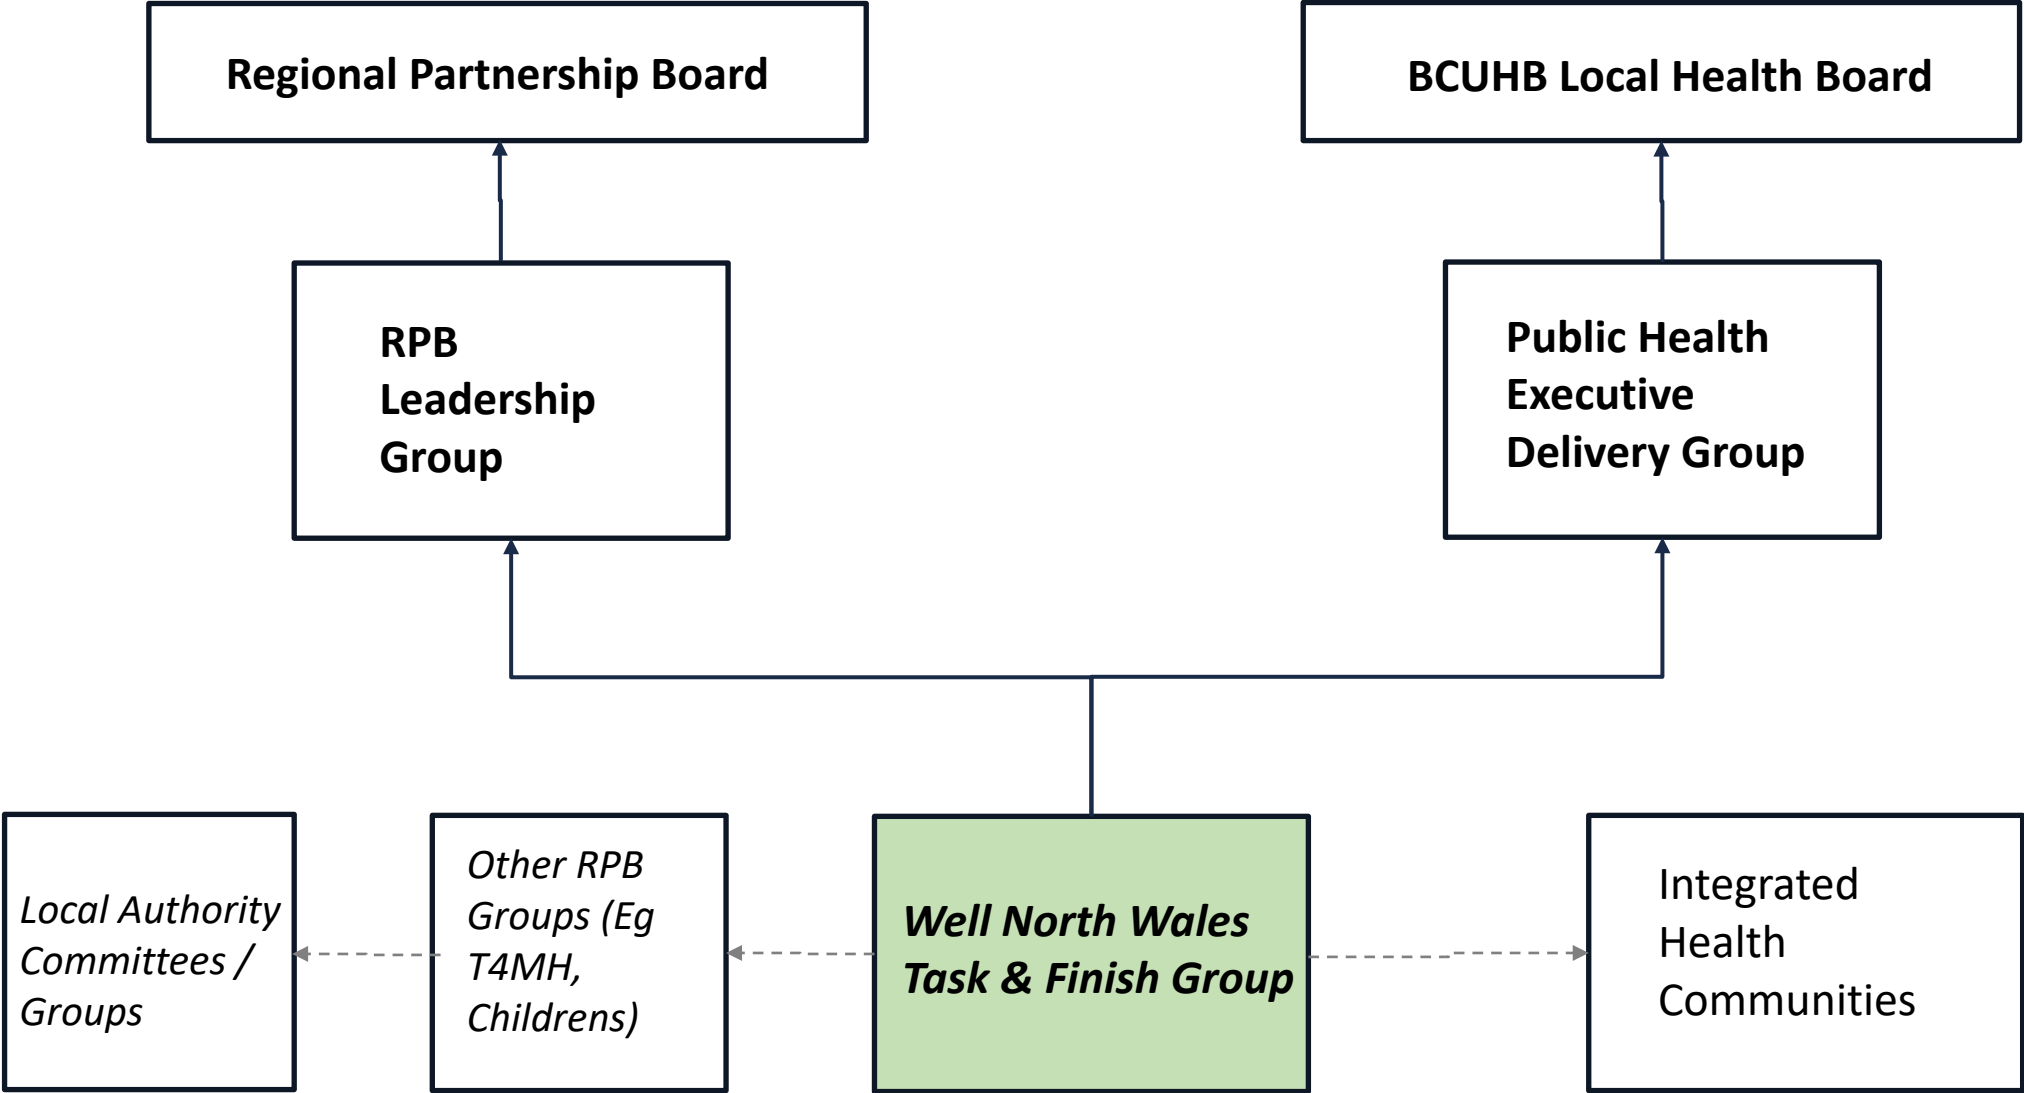 Regional Partnership Board
BCUHB Local Health Board
RPB
Leadership
Group
Public Health
Executive
Delivery Group
Local Authority
Committees /
Groups
Other RPB
Groups (Eg
T4MH,
Childrens)
Well North Wales
Task & Finish Group
Integrated
Health
Communities